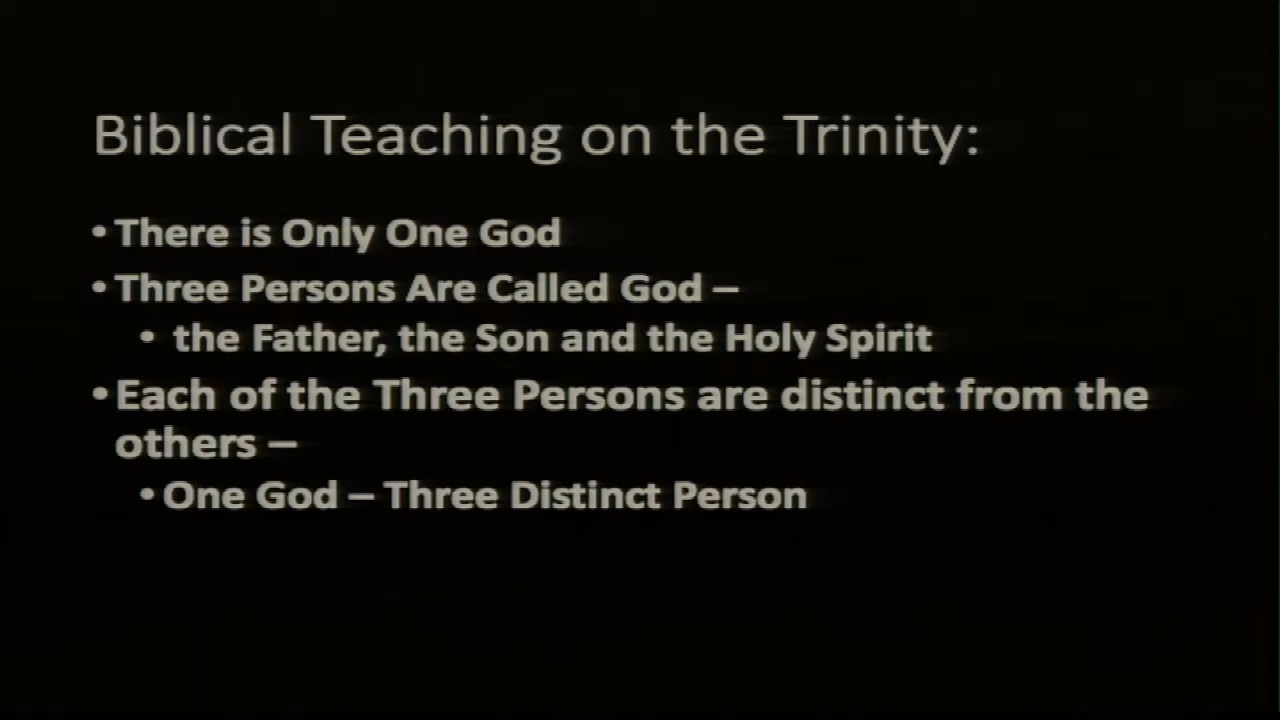 Biblical Teaching on the Trinity:
• There is Only One God
• Three Persons Are Called God –
• the Father, the Son and the Holy Spirit
• Each of the Three Persons are distinct from the
others –
• One God – Three Distinct Person